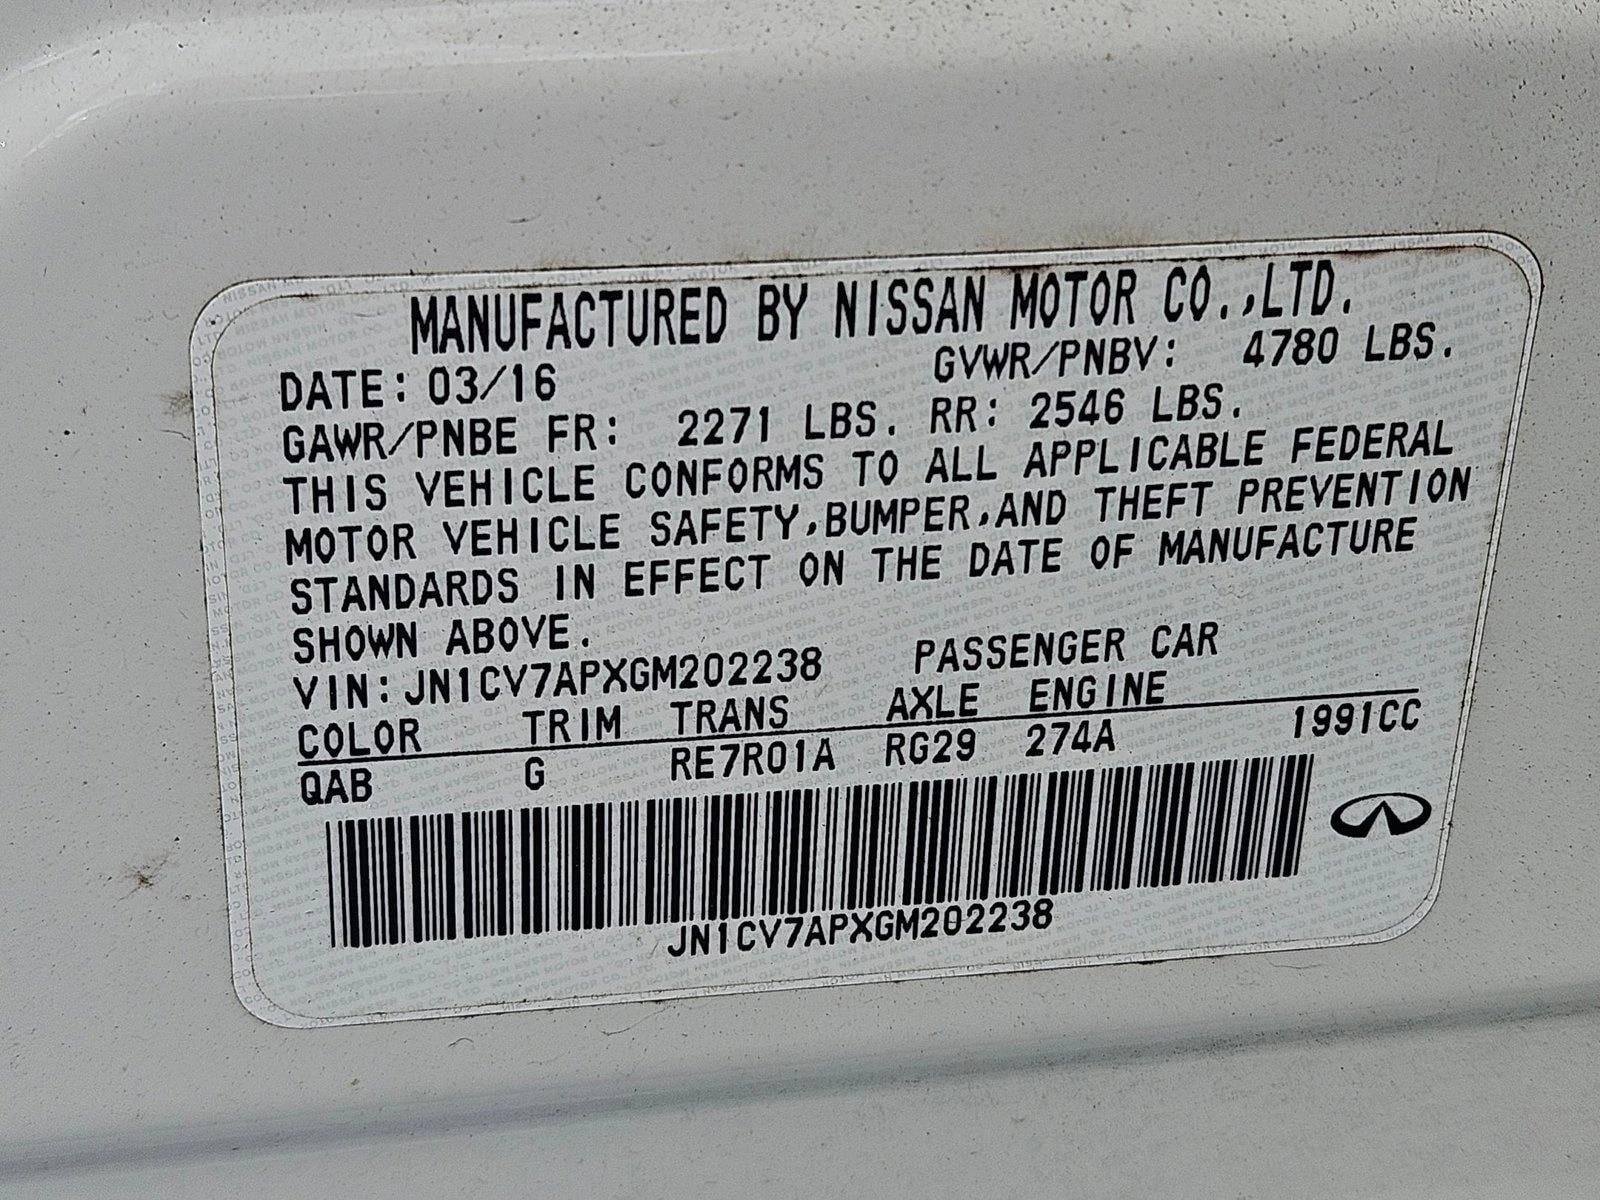 MANUFACTURED BY NISSAN MOTOR CO.,LTD.
DATE: 03/16 GVWR/PNBV: 4780 LBS.
GAWR/PNBE FR: 2271 LBS. RR: 2546 LBS.
THIS VEHICLE CONFORMS TO ALL APPLICABLE FEDERAL
MOTOR VEHICLE SAFETY,BUMPER,AND THEFT PREVENTION
STANDARDS IN EFFECT ON THE DATE OF MANUFACTURE
SHOWN ABOVE.
VIN:JN1CV7APXGM202238 PASSENGER CAR
COLOR TRIM TRANS AXLE ENGINE
QAB G RE7R01A RG29 274A 1991CC
JN1CV7APXGM202238